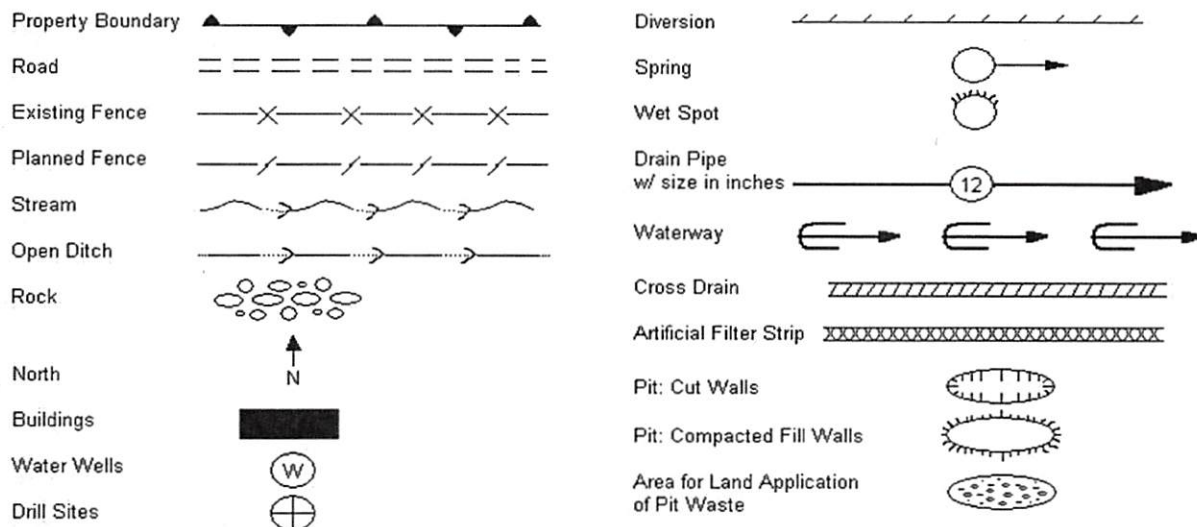 Property Boundary
Road
Existing Fence
Planned Fence
Stream
Open Ditch
Rock
North
N
Buildings
Water Wells
W
Drill Sites
Diversion
Spring
Wet Spot
Drain Pipe
w/ size in inches
12
Waterway
Cross Drain
Artificial Filter Strip
Pit: Cut Walls
Pit: Compacted Fill Walls
Area for Land Application
of Pit Waste